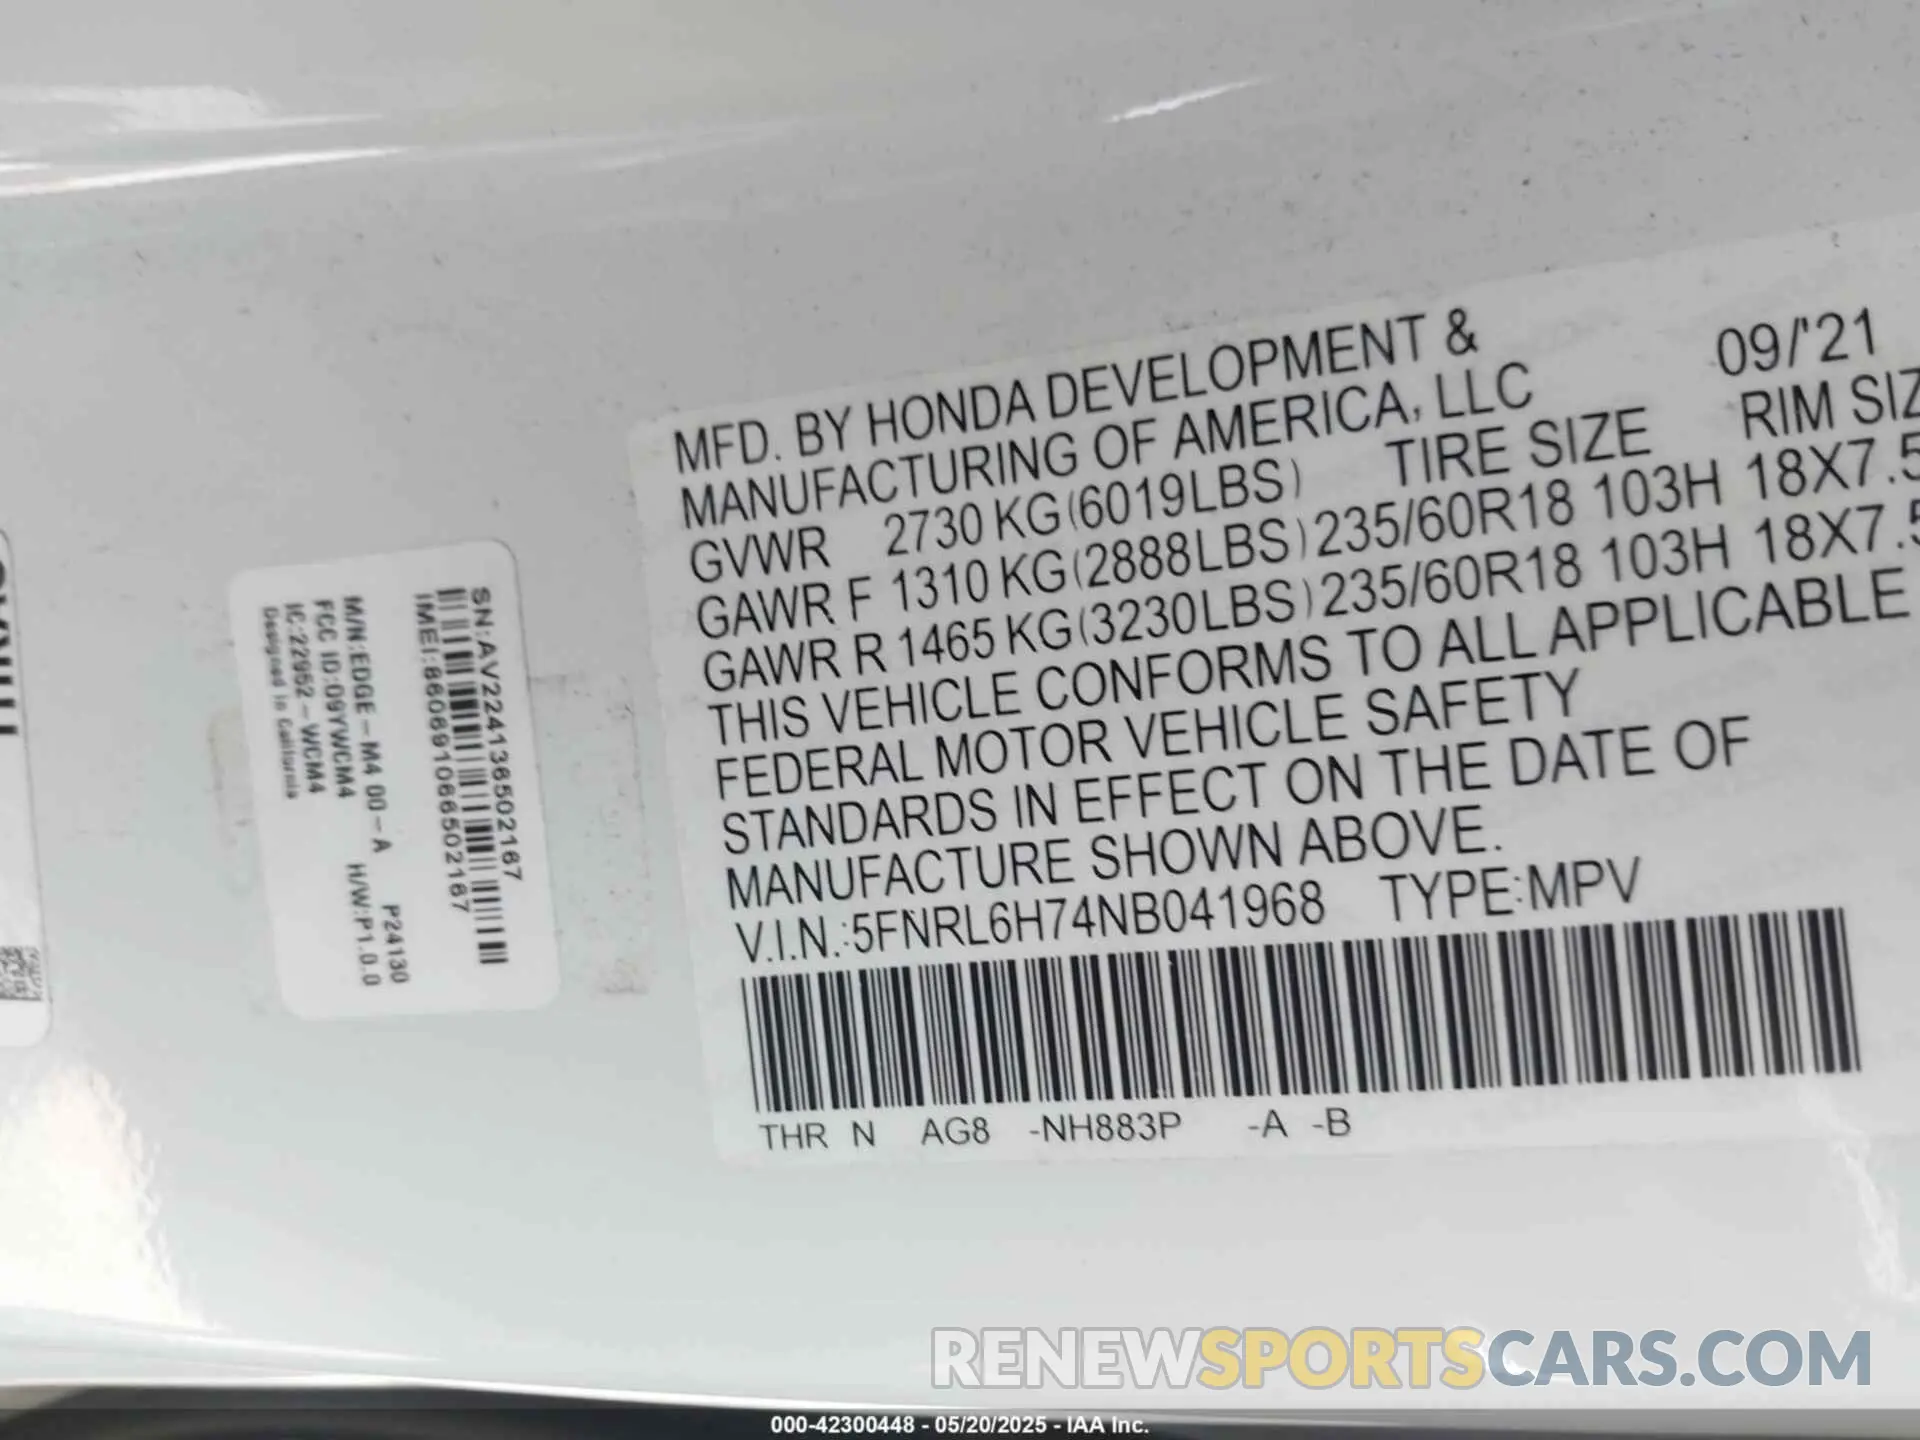 MFD. BY HONDA DEVELOPMENT &
MANUFACTURING OF AMERICA, LLC 09/'21
GVWR 2730 KG(6019LBS) TIRE SIZE RIM SIZ
GAWR F 1310 KG(2888LBS) 235/60R18 103H 18X7.5
GAWR R 1465 KG(3230LBS) 235/60R18 103H 18X7.5
THIS VEHICLE CONFORMS TO ALL APPLICABLE
FEDERAL MOTOR VEHICLE SAFETY
STANDARDS IN EFFECT ON THE DATE OF
MANUFACTURE SHOWN ABOVE.
V.I.N.:5FNRL6H74NB041968 TYPE:MPV
THR N AG8 -NH883P -A -B
SN:AV224136502167
IMEI:860691066502167
M/N:EDGE-M4 00-A P24130
FCC ID:09YWCM4 H/W:P1.0.0
IC:22952-WCM4
Designed in California
RENEWSPORTSCARS.COM
000-42300448 - 05/20/2025 - IAA Inc.